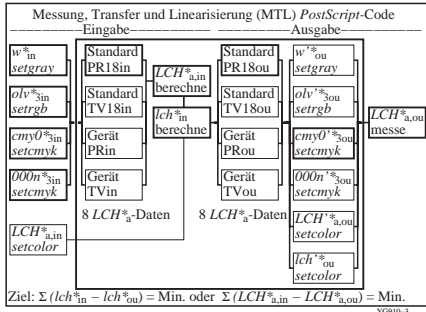 Messung, Transfer und Linearisierung (MTL) PostScript-Code
Eingabe Ausgabe
w*in
setgray
olv*3in
setrgb
cmy0*3in
setcmyk
000n*3in
setcmyk
LCH*a,in
setcolor
Standard
PR18in
Standard
TV18in
Gerät
PRin
Gerät
TVin
8 LCH*a-Daten
LCH*a,in
berechne
lch*in
berechne
Standard
PR18ou
Standard
TV18ou
Gerät
PRou
Gerät
TVou
8 LCH*a-Daten
w'*ou
setgray
olv'*3ou
setrgb
cmy0'*3ou
setcmyk
000n'*3ou
setcmyk
LCH'*a,ou
setcolor
lch'*ou
setcolor
LCH*a,ou
messe
Ziel: Σ (lch*in – lch*ou) = Min. oder Σ (LCH*a,in – LCH*a,ou) = Min.
YG910-3